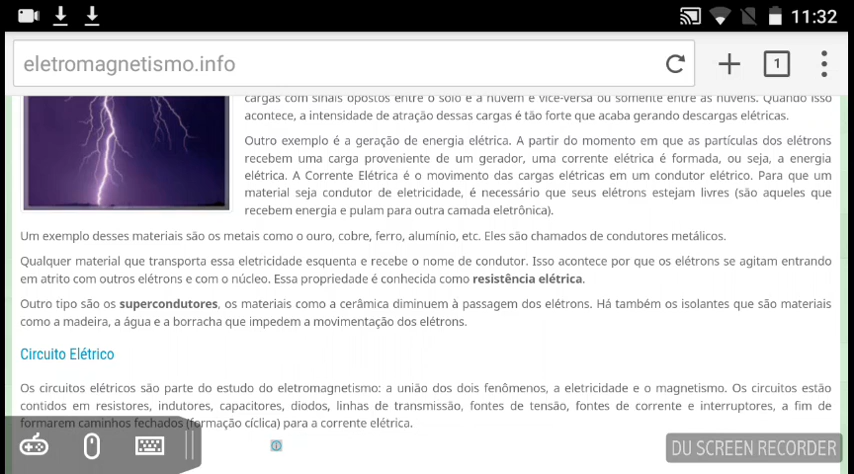 11:32
eletromagnetismo.info
1
cargas com sinais opostos entre o solo e a nuvem e vice-versa ou somente entre as nuvens. Quando isso
acontece, a intensidade de atração dessas cargas é tão forte que acaba gerando descargas elétricas.
Outro exemplo é a geração de energia elétrica. A partir do momento em que as partículas dos elétrons
recebem uma carga proveniente de um gerador, uma corrente elétrica é formada, ou seja, a energia
elétrica. A Corrente Elétrica é o movimento das cargas elétricas em um condutor elétrico. Para que um
material seja condutor de eletricidade, é necessário que seus elétrons estejam livres (são aqueles que
recebem energia e pulam para outra camada eletrônica).
Um exemplo desses materiais são os metais como o ouro, cobre, ferro, alumínio, etc. Eles são chamados de condutores metálicos.
Qualquer material que transporta essa eletricidade esquenta e recebe o nome de condutor. Isso acontece por que os elétrons se agitam entrando
em atrito com outros elétrons e com o núcleo. Essa propriedade é conhecida como resistência elétrica.
Outro tipo são os supercondutores, os materiais como a cerâmica diminuem à passagem dos elétrons. Há também os isolantes que são materiais
como a madeira, a água e a borracha que impedem a movimentação dos elétrons.
Circuito Elétrico
Os circuitos elétricos são parte do estudo do eletromagnetismo: a união dos dois fenômenos, a eletricidade e o magnetismo. Os circuitos estão
contidos em resistores, indutores, capacitores, diodos, linhas de transmissão, fontes de tensão, fontes de corrente e interruptores, a fim de
formarem caminhos fechados (formação cíclica) para a corrente elétrica.
DU SCREEN RECORDER